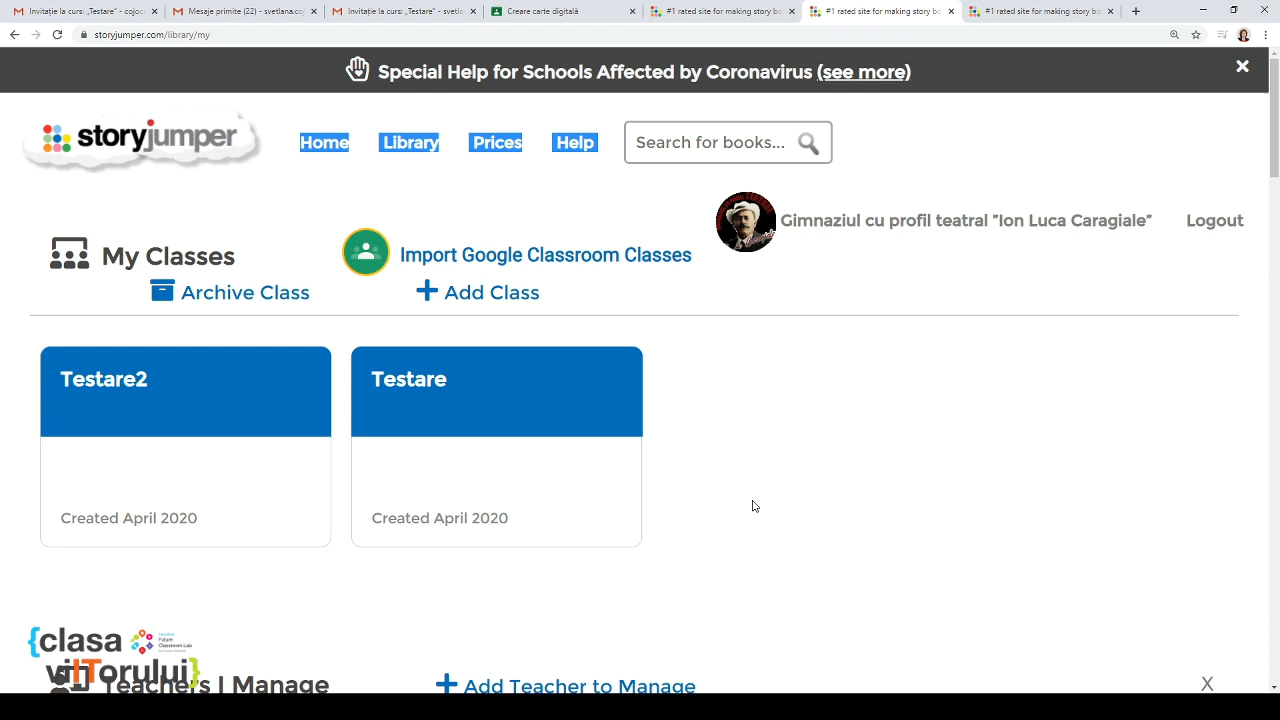 Invitație la curs: „Testare" - cojoc
Mesaje primite (22) - svetlana.co
Invitație la curs: „Testare" - svetla
Creare carte digitală
#1 rated site for making story bo
#1 rated site for making story bo
#1 rated site for making story bo
storyjumper.com/library/my
Special Help for Schools Affected by Coronavirus (see more)
storyjumper
Home
Library
Prices
Help
Search for books...
Gimnaziul cu profil teatral ”Ion Luca Caragiale”
Logout
My Classes
Import Google Classroom Classes
Archive Class
Add Class
Testare2
Testare
Created April 2020
Created April 2020
{clasa
viITorului}
Future
Classroom Lab
Teachers I Manage
Add Teacher to Manage
X